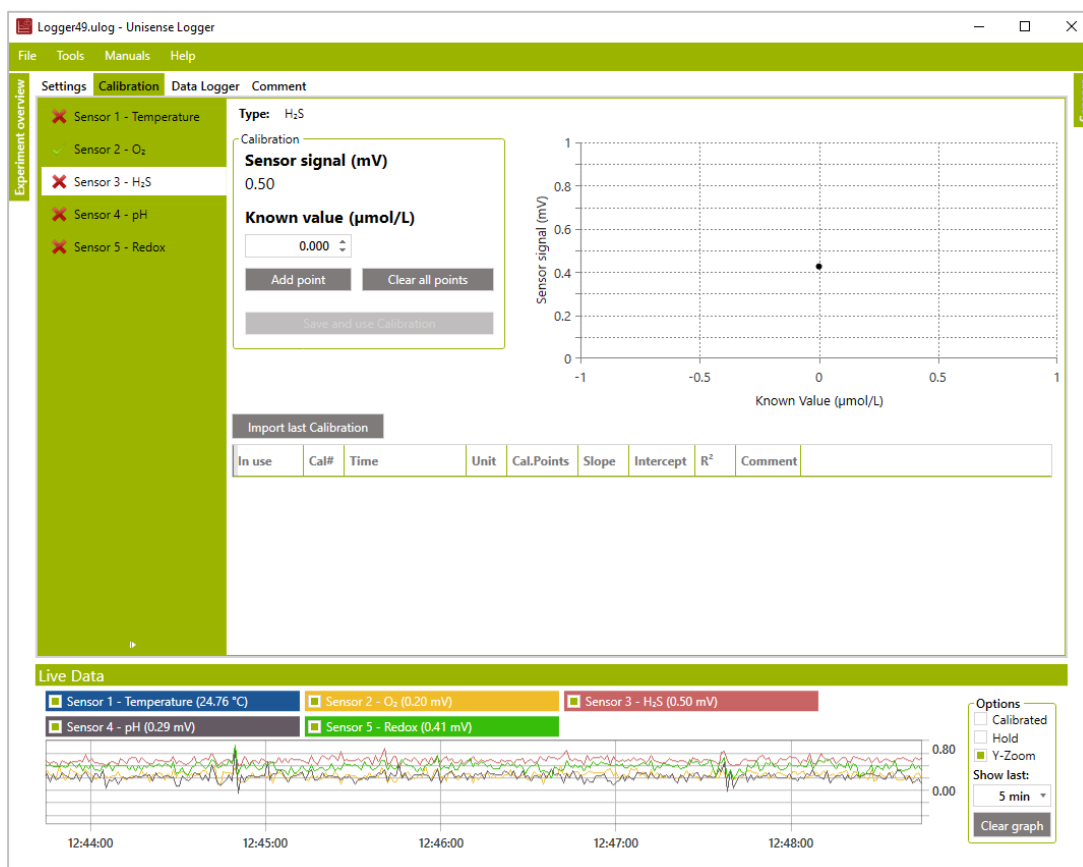 Logger49.ulog - Unisense Logger
File Tools Manuals Help
Experiment overview
Settings Calibration Data Logger Comment
Sensor 1 - Temperature
Sensor 2 - O₂
Sensor 3 - H₂S
Sensor 4 - pH
Sensor 5 - Redox
Type: H₂S
Calibration
Sensor signal (mV)
0.50
Known value (µmol/L)
0.000
Add point Clear all points
Save and use Calibration
Sensor signal (mV)
1
0.8
0.6
0.4
0.2
0
-1 -0.5 0 0.5 1
Known Value (µmol/L)
Import last Calibration
In use Cal# Time Unit Cal.Points Slope Intercept R² Comment
Live Data
Sensor 1 - Temperature (24.76 °C) Sensor 2 - O₂ (0.20 mV) Sensor 3 - H₂S (0.50 mV)
Sensor 4 - pH (0.29 mV) Sensor 5 - Redox (0.41 mV)
0.80
0.00
12:44:00 12:45:00 12:46:00 12:47:00 12:48:00
Options
Calibrated
Hold
Y-Zoom
Show last:
5 min
Clear graph